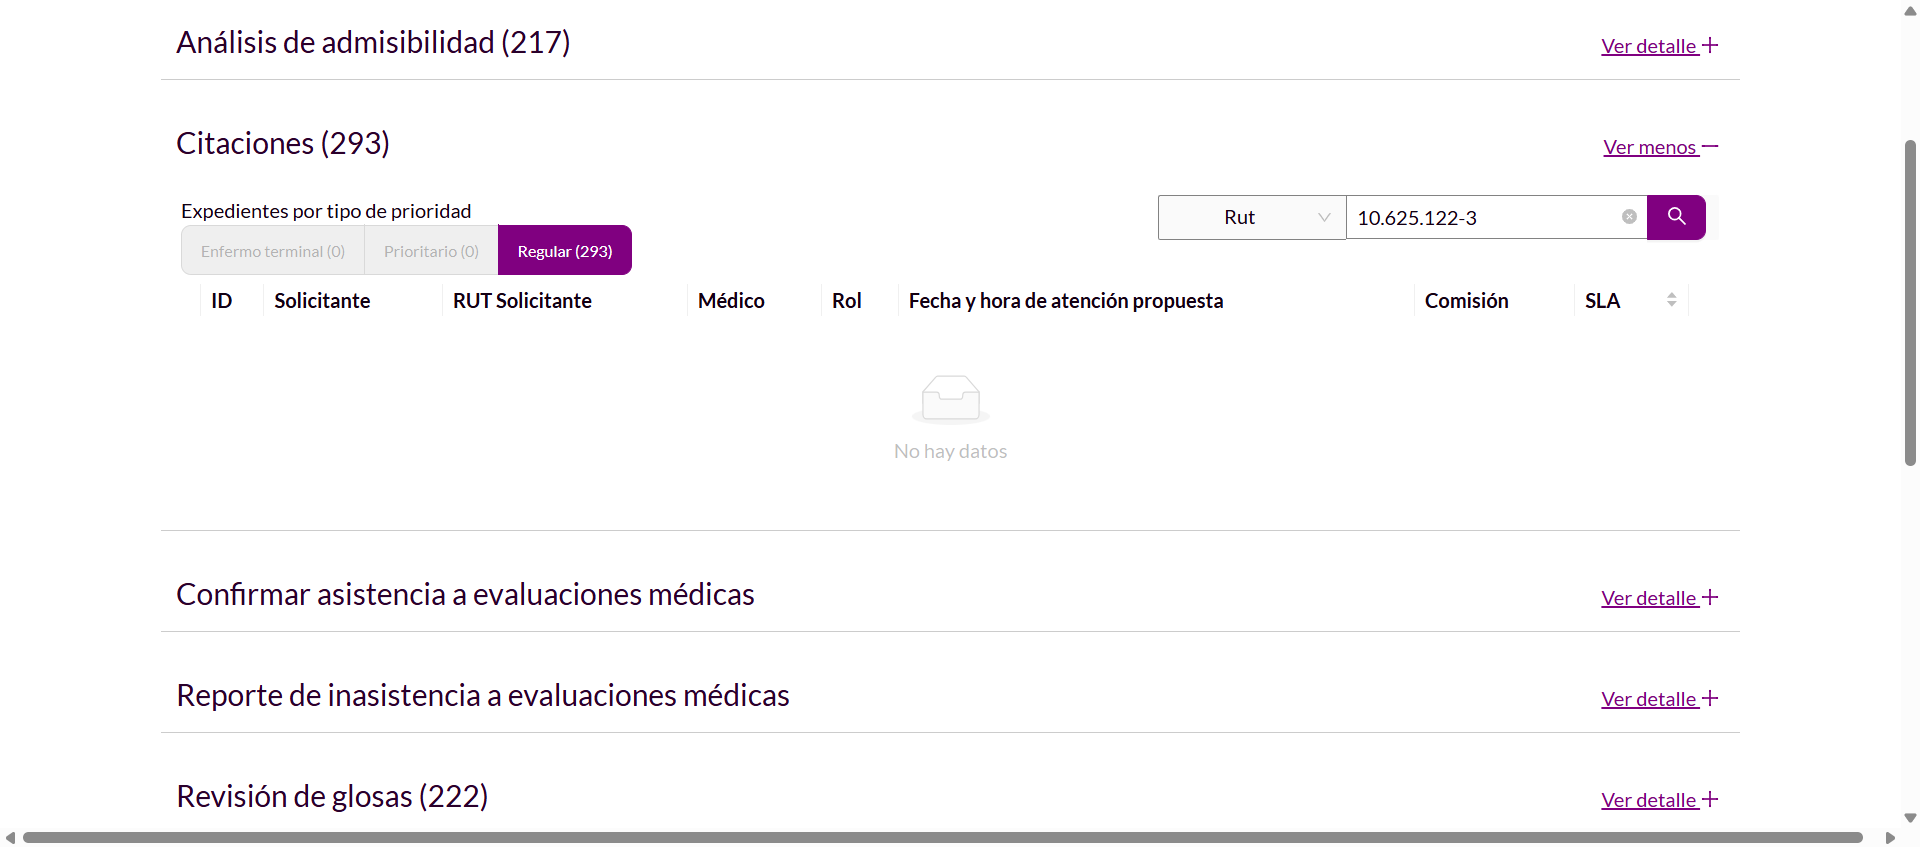 Análisis de admisibilidad (217)
Ver detalle
Citaciones (293)
Ver menos
Expedientes por tipo de prioridad
Enfermo terminal (0)
Prioritario (0)
Regular (293)
Rut
10.625.122-3
ID
Solicitante
RUT Solicitante
Médico
Rol
Fecha y hora de atención propuesta
Comisión
SLA
No hay datos
Confirmar asistencia a evaluaciones médicas
Ver detalle
Reporte de inasistencia a evaluaciones médicas
Ver detalle
Revisión de glosas (222)
Ver detalle